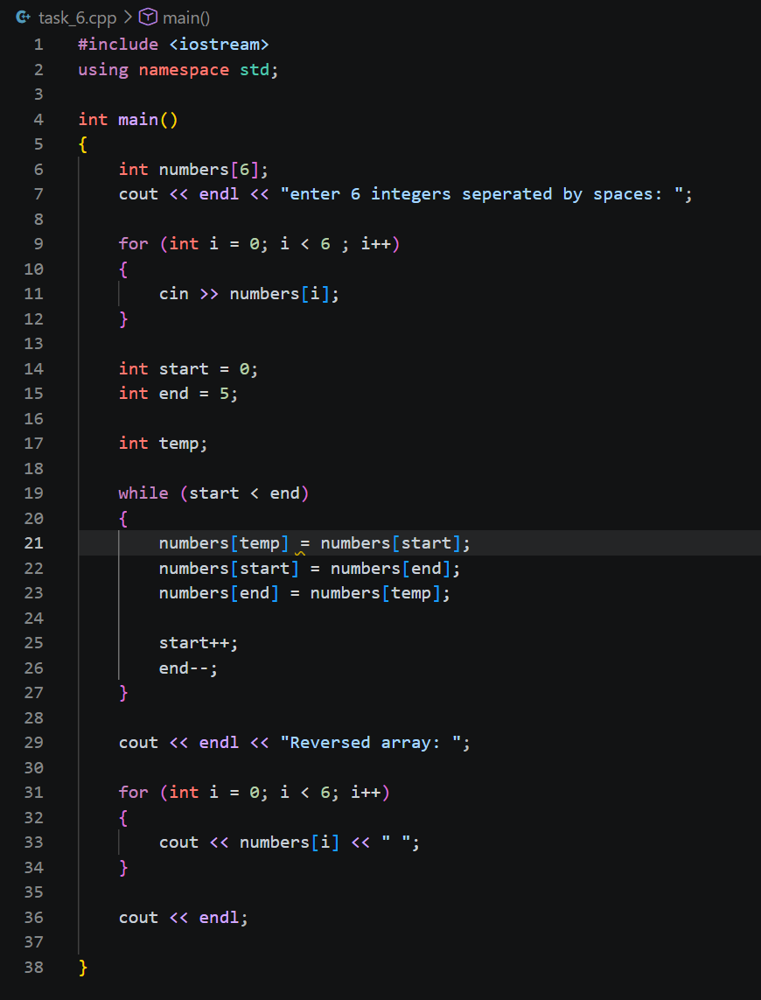 task_6.cpp > main()
1 #include <iostream>
2 using namespace std;
3
4 int main()
5 {
6     int numbers[6];
7     cout << endl << "enter 6 integers seperated by spaces: ";
8
9     for (int i = 0; i < 6 ; i++)
10     {
11         cin >> numbers[i];
12     }
13
14     int start = 0;
15     int end = 5;
16
17     int temp;
18
19     while (start < end)
20     {
21         numbers[temp] = numbers[start];
22         numbers[start] = numbers[end];
23         numbers[end] = numbers[temp];
24
25         start++;
26         end--;
27     }
28
29     cout << endl << "Reversed array: ";
30
31     for (int i = 0; i < 6; i++)
32     {
33         cout << numbers[i] << " ";
34     }
35
36     cout << endl;
37
38 }